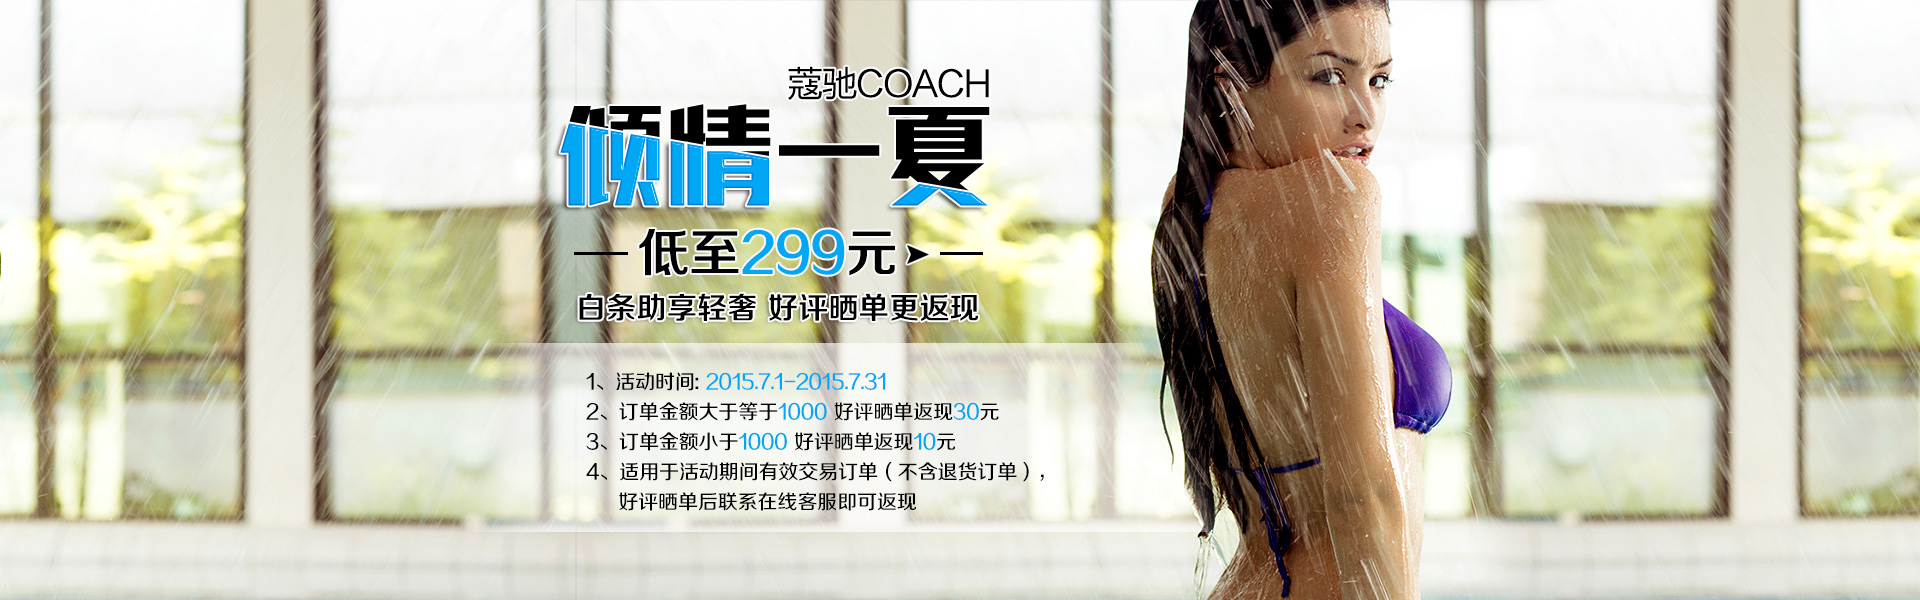 蔻驰COACH
倾情一夏
低至299元
白条助享轻奢 好评晒单更返现
1、活动时间: 2015.7.1-2015.7.31
2、订单金额大于等于1000 好评晒单返现30元
3、订单金额小于1000 好评晒单返现10元
4、适用于活动期间有效交易订单（不含退货订单），
好评晒单后联系在线客服即可返现